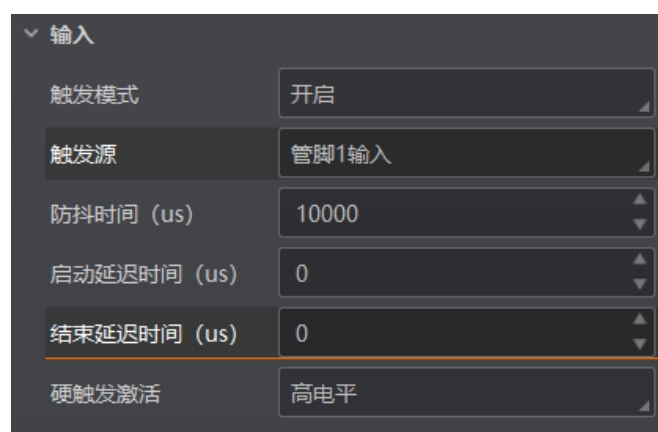 输入
触发模式 开启
触发源 管脚1输入
防抖时间（us） 10000
启动延迟时间（us） 0
结束延迟时间（us） 0
硬触发激活 高电平